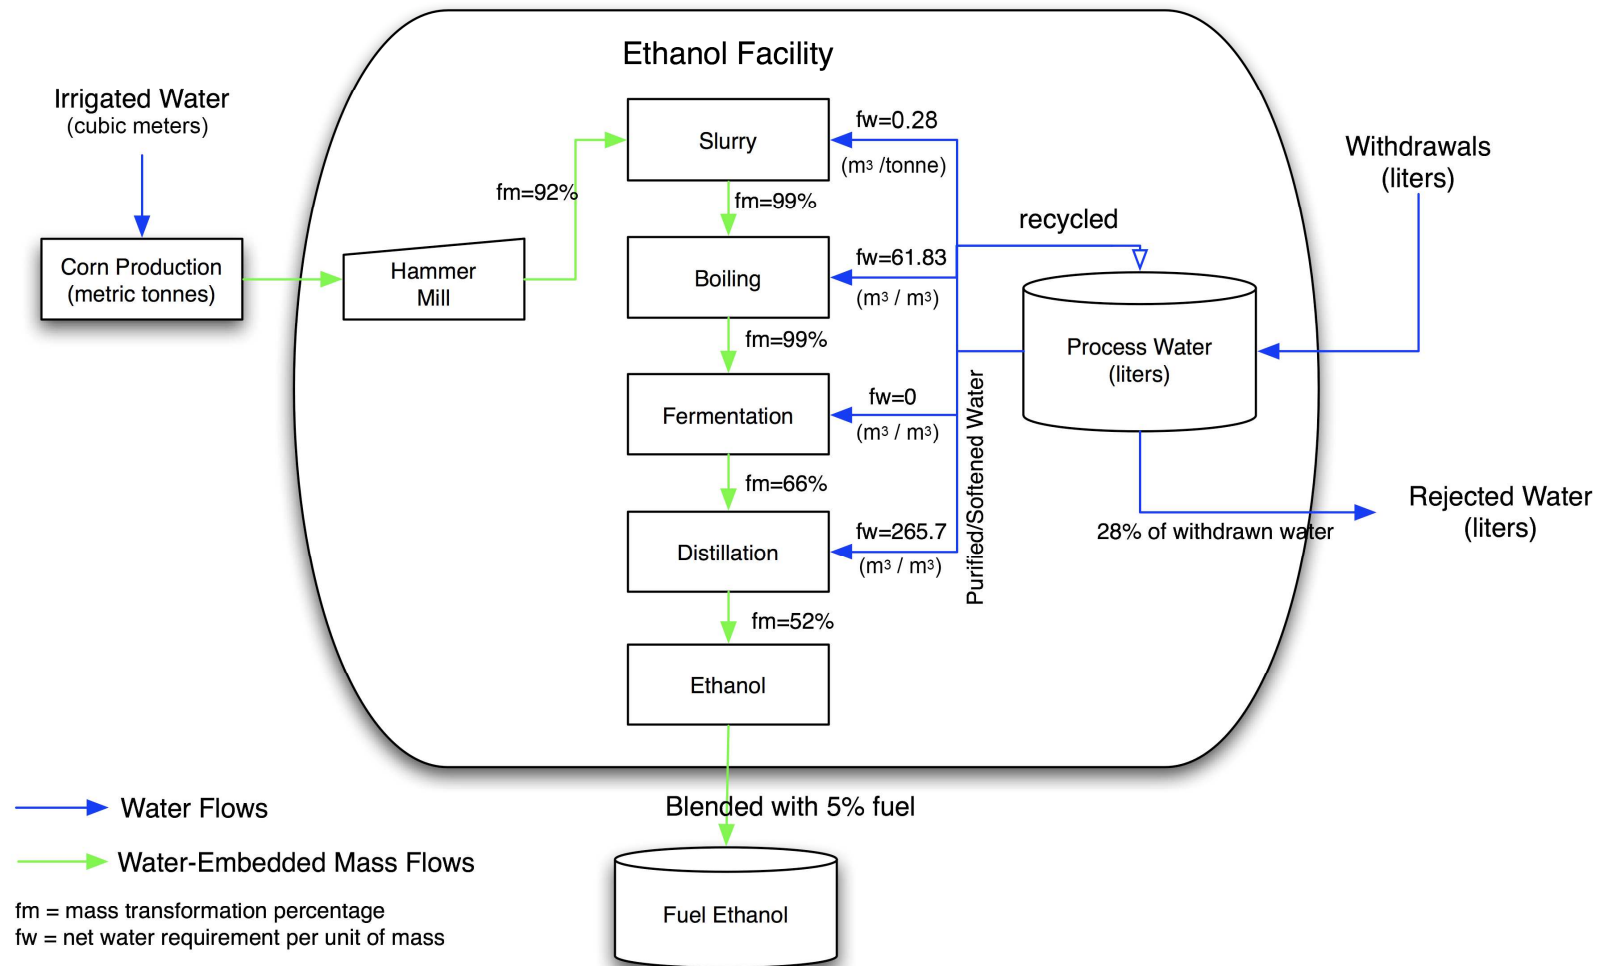 Ethanol Facility
Irrigated Water
(cubic meters)
Corn Production
(metric tonnes)
Hammer
Mill
fm=92%
Slurry
fw=0.28
(m³ /tonne)
fm=99%
Boiling
fw=61.83
(m³ / m³)
fm=99%
Fermentation
fw=0
(m³ / m³)
fm=66%
Distillation
fw=265.7
(m³ / m³)
fm=52%
Ethanol
Purified/Softened Water
recycled
Process Water
(liters)
Withdrawals
(liters)
28% of withdrawn water
Rejected Water
(liters)
Blended with 5% fuel
Fuel Ethanol
Water Flows
Water-Embedded Mass Flows
fm = mass transformation percentage
fw = net water requirement per unit of mass